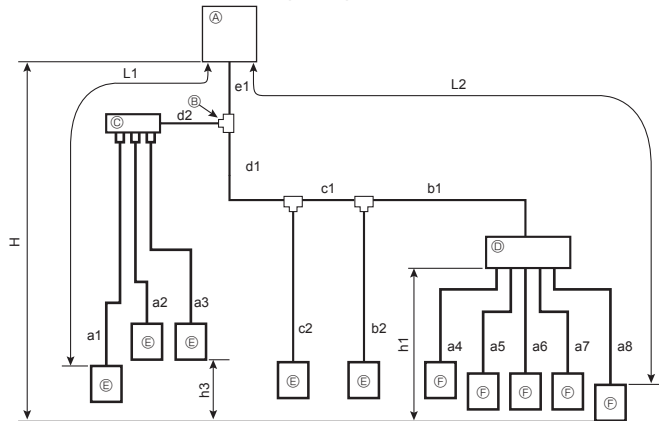 Ⓐ
L1
e1
L2
Ⓑ
Ⓒ
d2
d1
c1
b1
H
Ⓓ
a1
a2
a3
c2
b2
h1
a4
a5
a6
a7
a8
Ⓔ
Ⓔ
Ⓔ
h3
Ⓔ
Ⓔ
Ⓕ
Ⓕ
Ⓕ
Ⓕ
Ⓕ